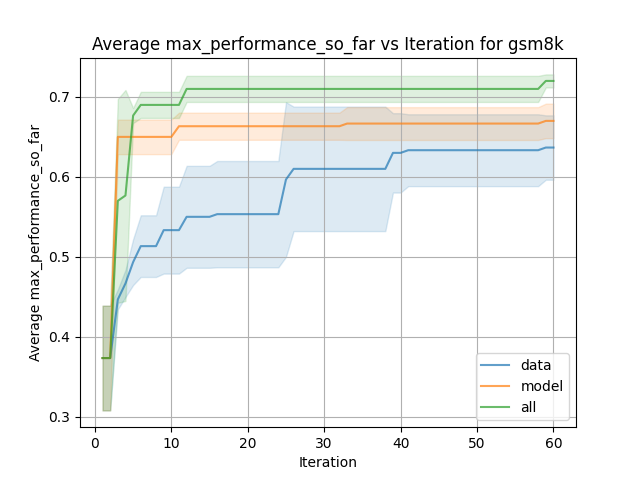 Average max_performance_so_far vs Iteration for gsm8k
Average max_performance_so_far
0.7
0.6
0.5
0.4
0.3
0 10 20 30 40 50 60
Iteration
data
model
all